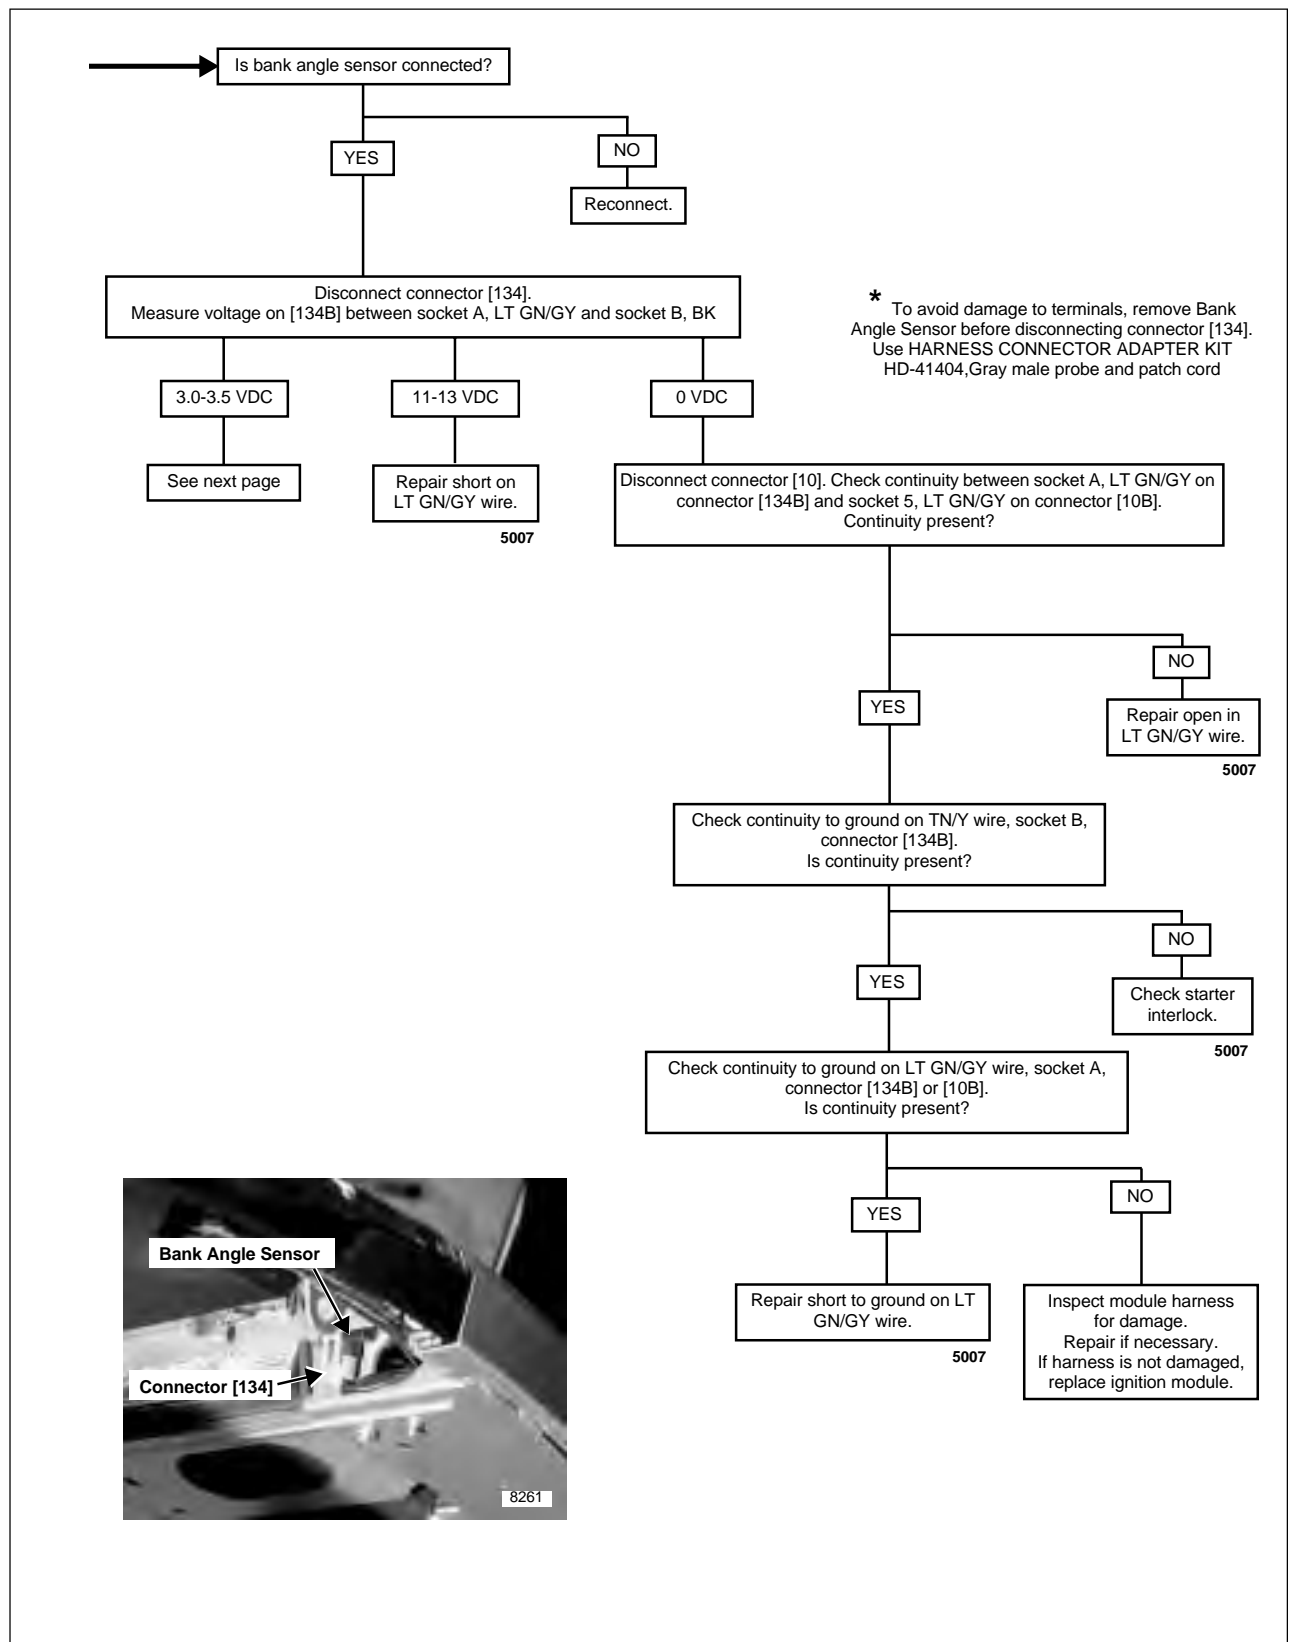 Is bank angle sensor connected?
YES
NO
Reconnect.
Disconnect connector [134].
Measure voltage on [134B] between socket A, LT GN/GY and socket B, BK
*
To avoid damage to terminals, remove Bank
Angle Sensor before disconnecting connector [134].
Use HARNESS CONNECTOR ADAPTER KIT
HD-41404,Gray male probe and patch cord
3.0-3.5 VDC
11-13 VDC
0 VDC
See next page
Repair short on
LT GN/GY wire.
5007
Disconnect connector [10]. Check continuity between socket A, LT GN/GY on
connector [134B] and socket 5, LT GN/GY on connector [10B].
Continuity present?
YES
NO
Repair open in
LT GN/GY wire.
5007
Check continuity to ground on TN/Y wire, socket B,
connector [134B].
Is continuity present?
YES
NO
Check starter
interlock.
5007
Check continuity to ground on LT GN/GY wire, socket A,
connector [134B] or [10B].
Is continuity present?
YES
NO
Repair short to ground on LT
GN/GY wire.
5007
Inspect module harness
for damage.
Repair if necessary.
If harness is not damaged,
replace ignition module.
Bank Angle Sensor
Connector [134]
8261